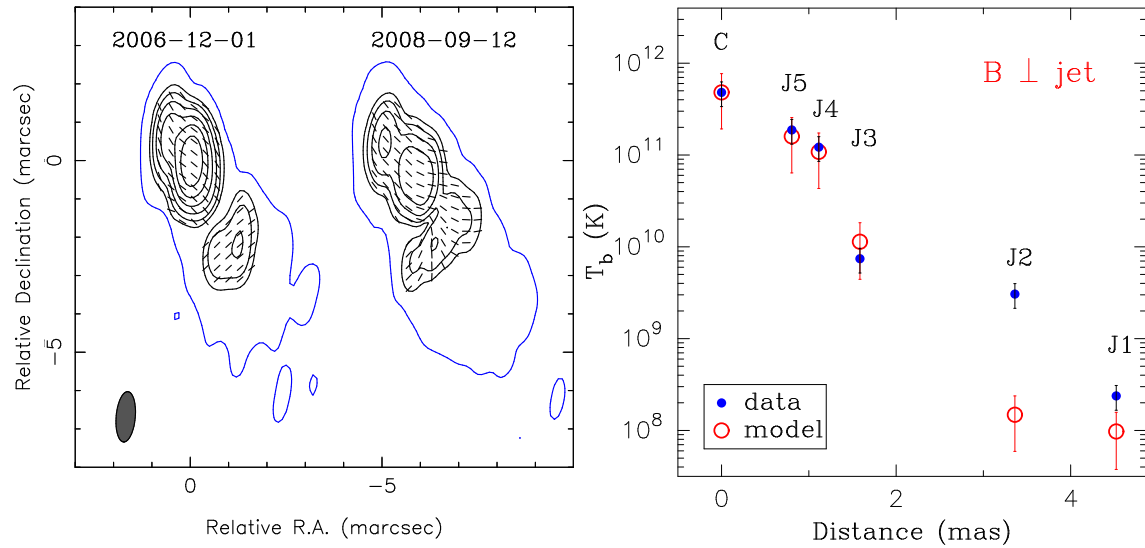 2006-12-01 2008-09-12
Relative Declination (marcsec)
0
−5
0 −5
Relative R.A. (marcsec)
C
J5
J4
J3
J2
J1
B ⊥ jet
T_b (K)
10^12
10^11
10^10
10^9
10^8
data
model
0 2 4
Distance (mas)